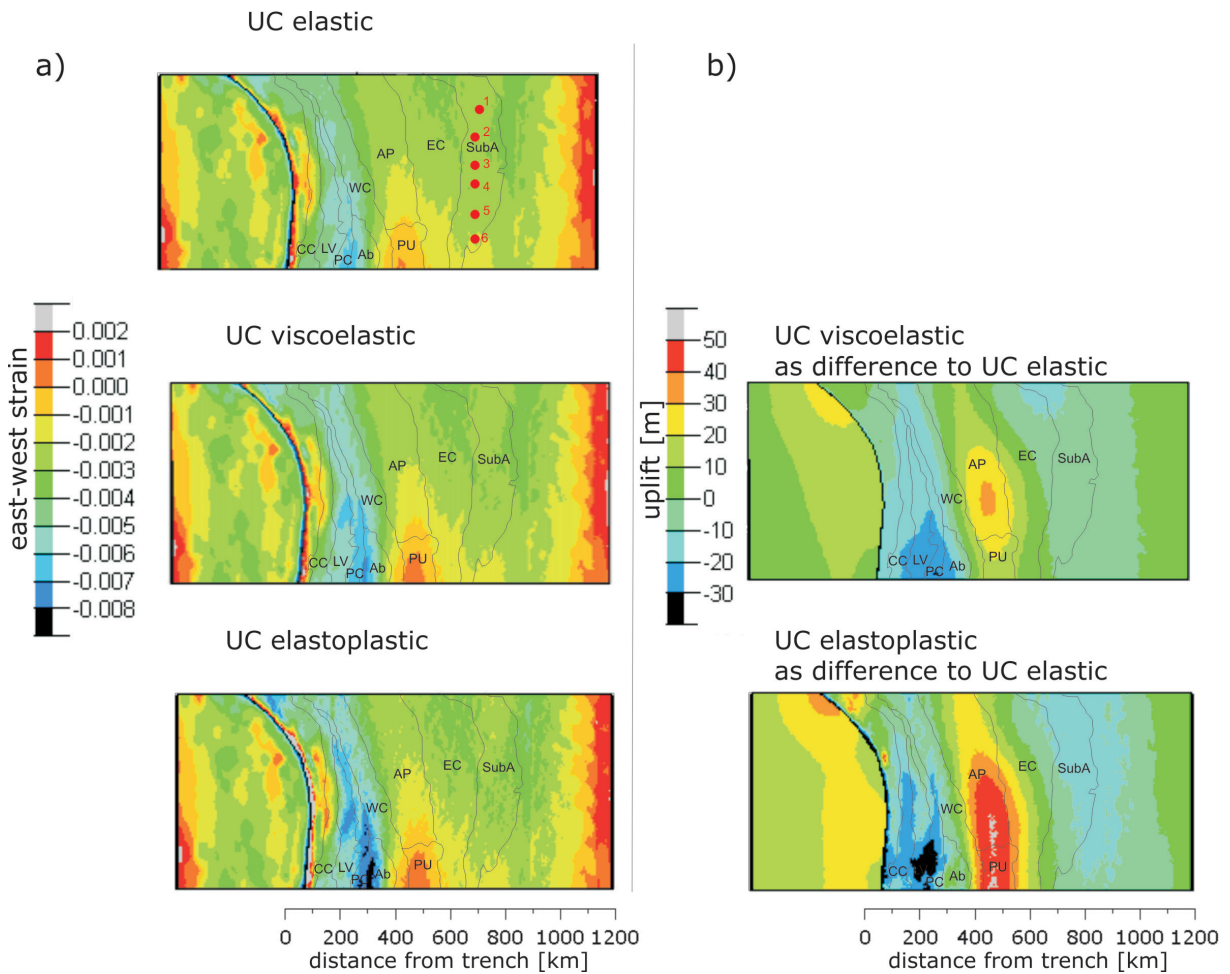 UC elastic
a)
b)
1
2
EC
AP
SubA
3
WC
4
5
6
CC
LV
PC
Ab
PU
east-west strain
0.002
0.001
0.000
-0.001
-0.002
-0.003
-0.004
-0.005
-0.006
-0.007
-0.008
UC viscoelastic
AP
EC
SubA
WC
CC
LV
PC
Ab
PU
UC viscoelastic
as difference to UC elastic
uplift [m]
50
40
30
20
10
0
-10
-20
-30
EC
AP
SubA
WC
PU
CC
LV
PC
Ab
UC elastoplastic
AP
EC
SubA
WC
CC
LV
PC
Ab
PU
0 200 400 600 800 1000 1200
distance from trench [km]
UC elastoplastic
as difference to UC elastic
AP
EC
SubA
WC
CC
PC
Ab
PU
0 200 400 600 800 1000 1200
distance from trench [km]